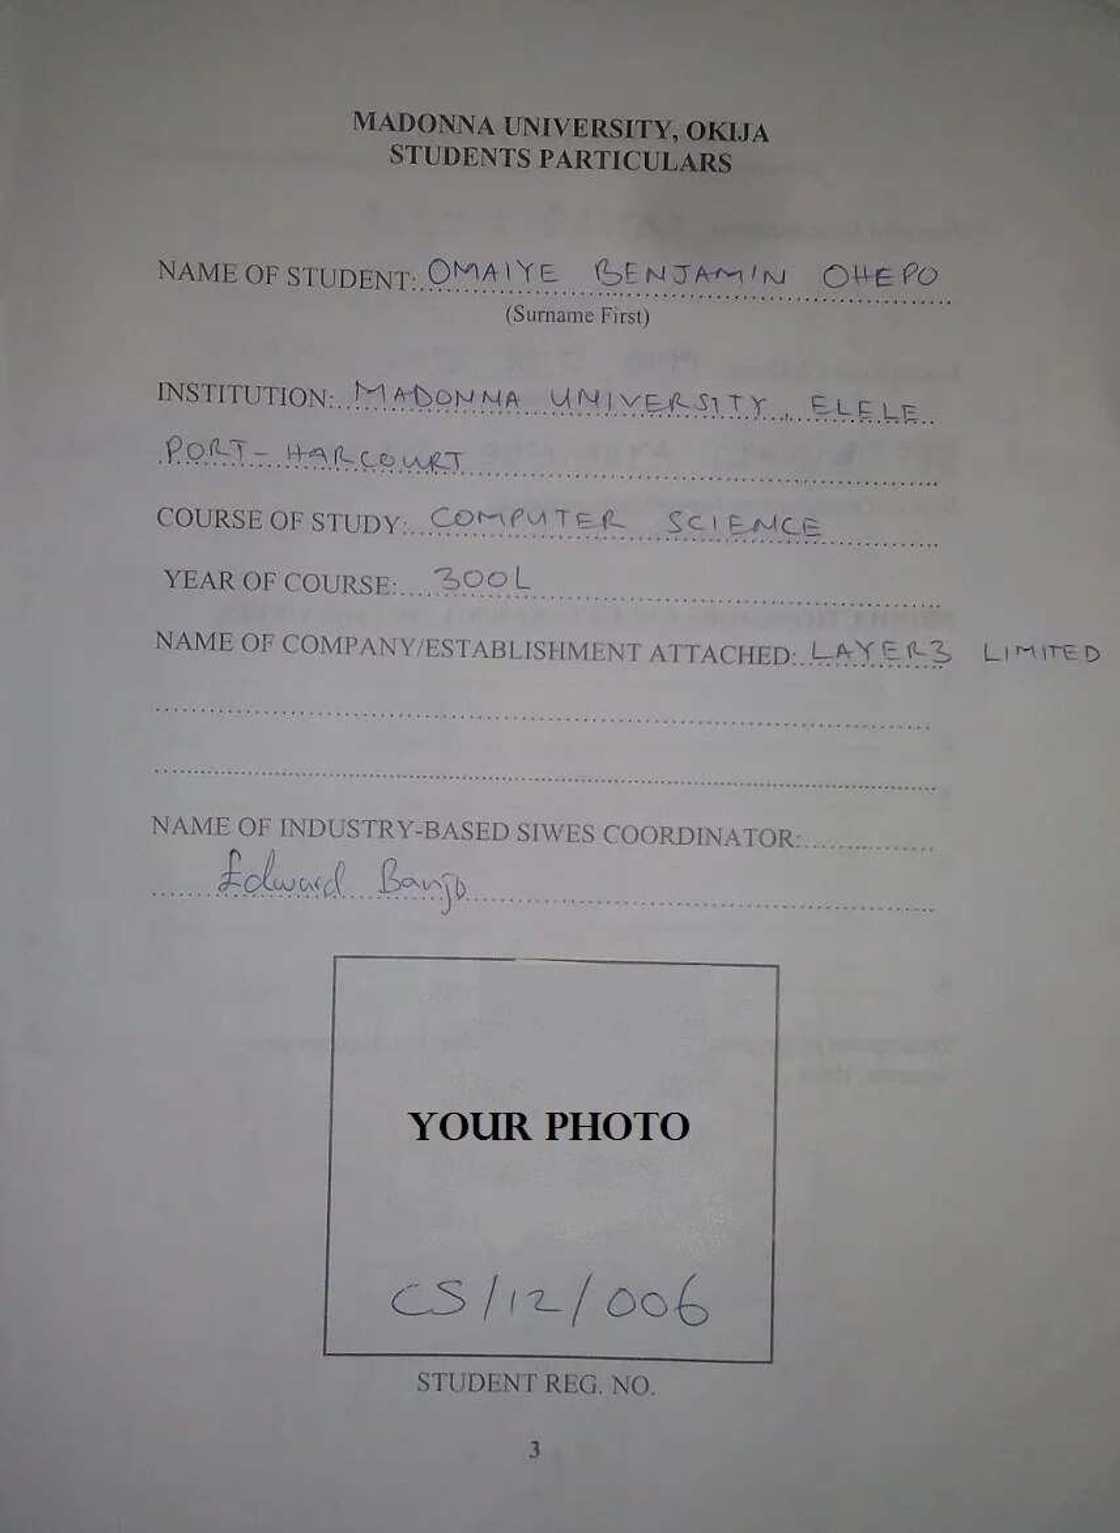 MADONNA UNIVERSITY, OKIJA
STUDENTS PARTICULARS
NAME OF STUDENT: OMAIYE BENJAMIN OHEPO
(Surname First)
INSTITUTION: MADONNA UNIVERSITY, ELELE
PORT-HARCOURT
COURSE OF STUDY: COMPUTER SCIENCE
YEAR OF COURSE: 300L
NAME OF COMPANY/ESTABLISHMENT ATTACHED: LAYER3 LIMITED
NAME OF INDUSTRY-BASED SIWES COORDINATOR:
Edward Banjo
YOUR PHOTO
CS/12/006
STUDENT REG. NO.
3